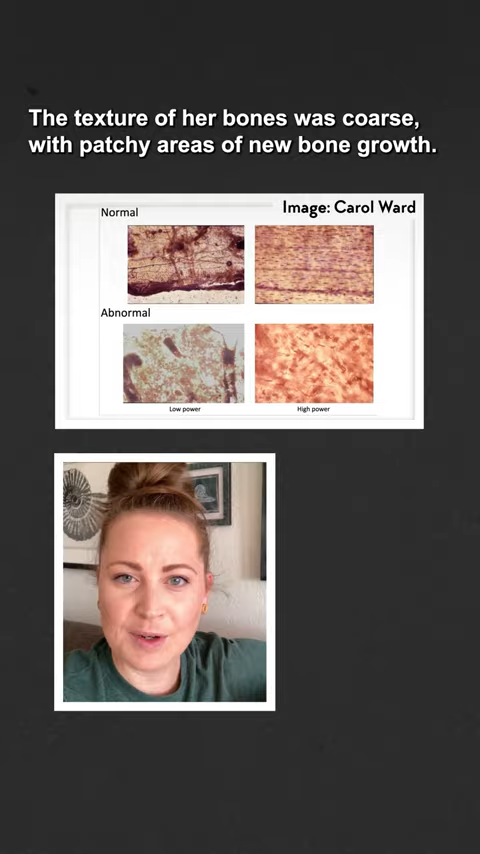 The texture of her bones was coarse,
with patchy areas of new bone growth.
Image: Carol Ward
Normal
Abnormal
Low power
High power